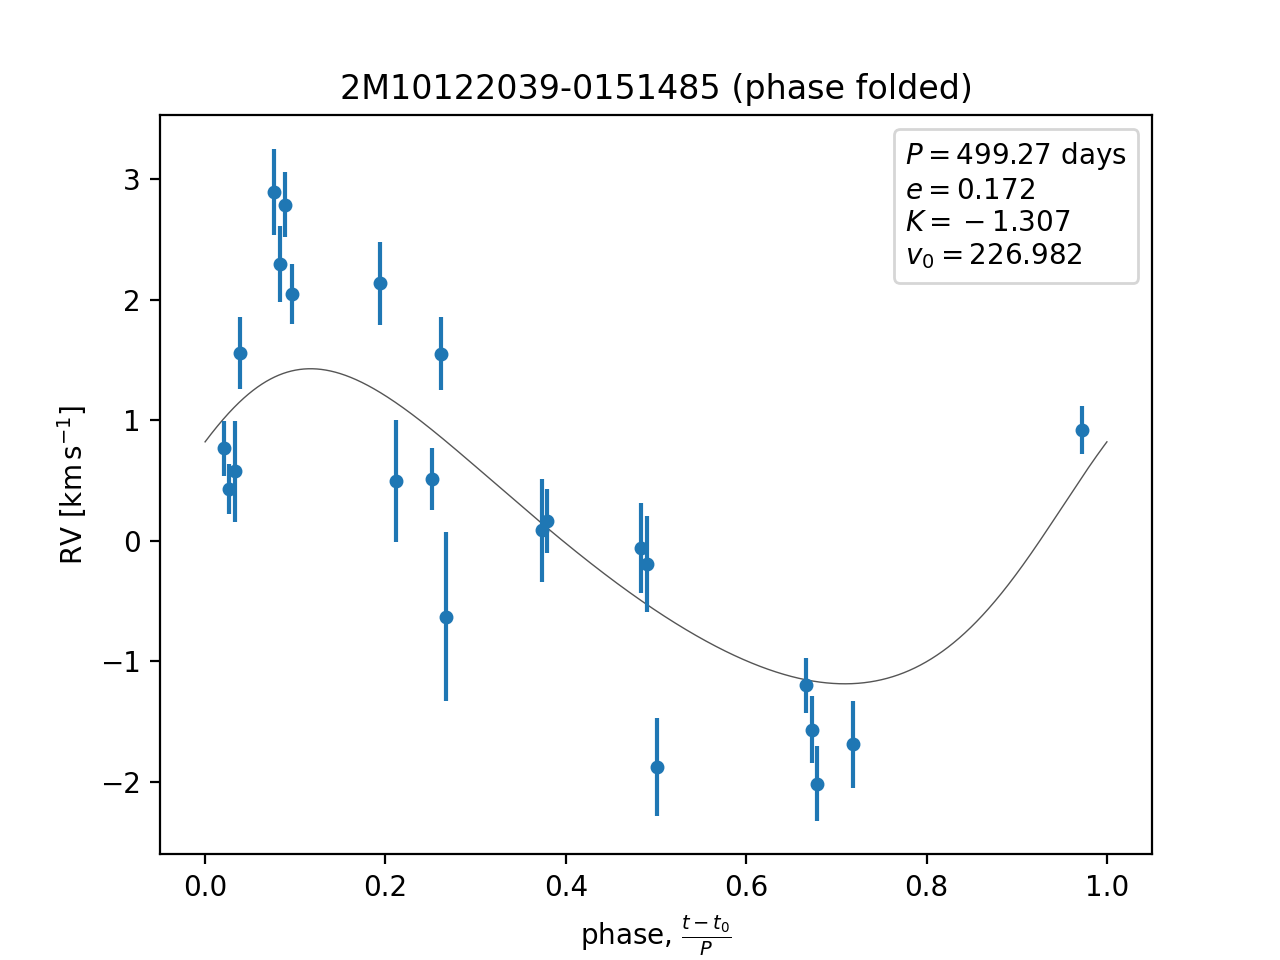 2M10122039-0151485 (phase folded)
P = 499.27 days
e = 0.172
K = −1.307
v₀ = 226.982
3
2
1
0
−1
−2
RV [km s⁻¹]
0.0 0.2 0.4 0.6 0.8 1.0
phase, (t − t₀)/P